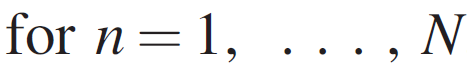 for n = 1, . . . , N